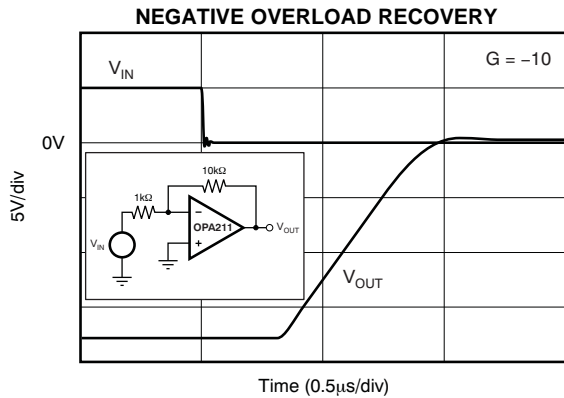 NEGATIVE OVERLOAD RECOVERY
V_IN
G = −10
0V
10kΩ
1kΩ
−
OPA211
V_OUT
+
V_IN
V_OUT
5V/div
Time (0.5μs/div)